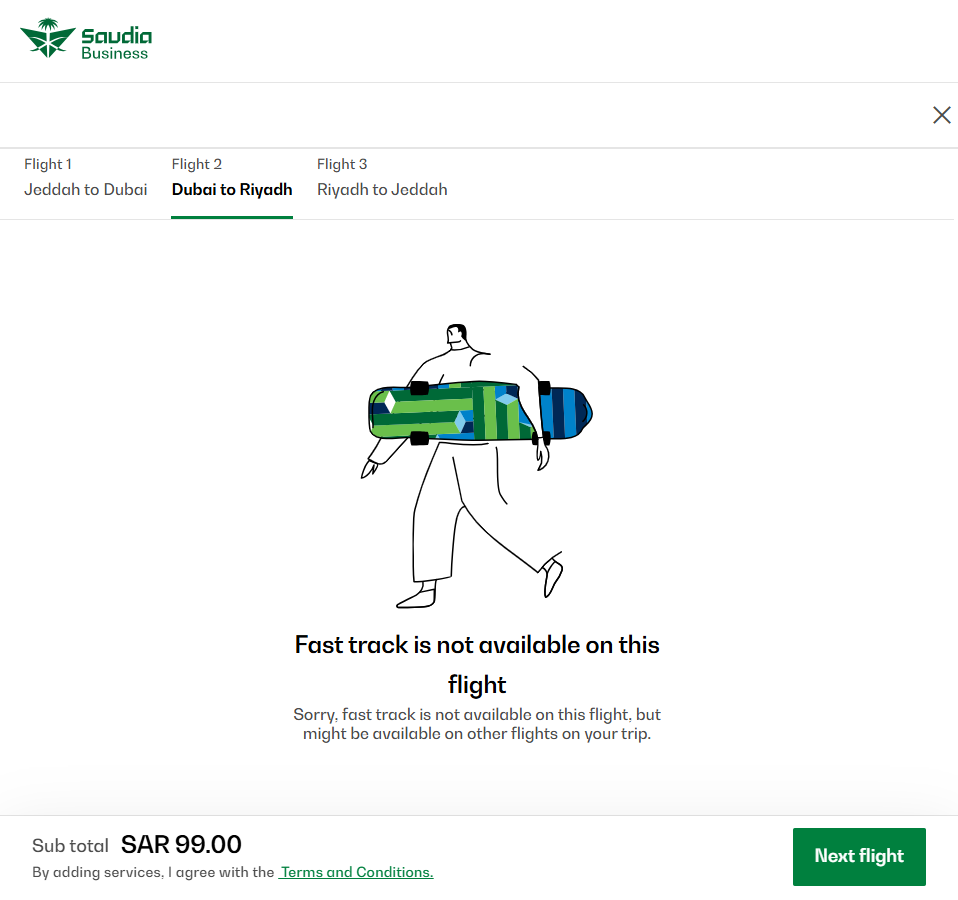 Saudia
Business
Flight 1
Jeddah to Dubai
Flight 2
Dubai to Riyadh
Flight 3
Riyadh to Jeddah
Fast track is not available on this
flight
Sorry, fast track is not available on this flight, but
might be available on other flights on your trip.
Sub total SAR 99.00
By adding services, I agree with the Terms and Conditions.
Next flight